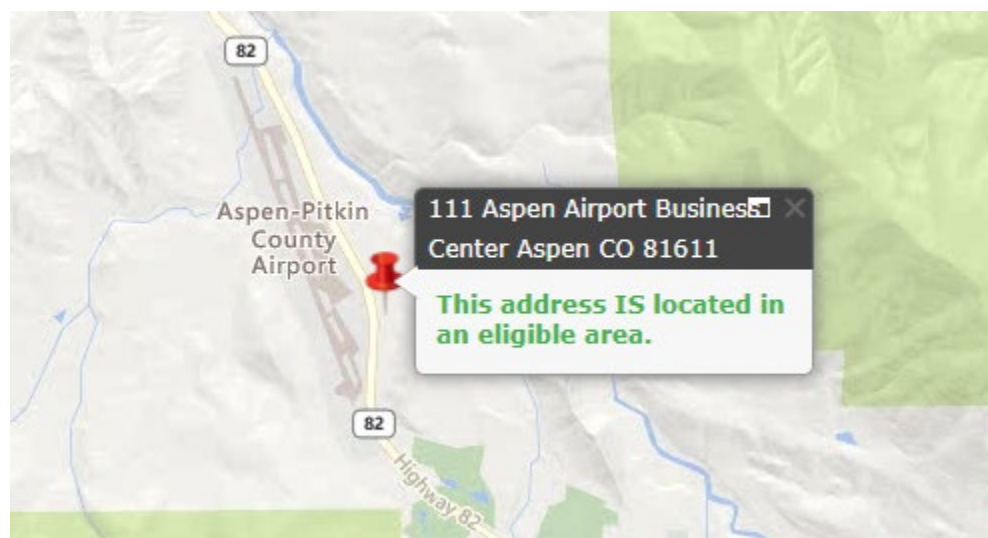 82
Aspen-Pitkin
County
Airport
111 Aspen Airport Business
Center Aspen CO 81611
This address IS located in
an eligible area.
82
Highway 82